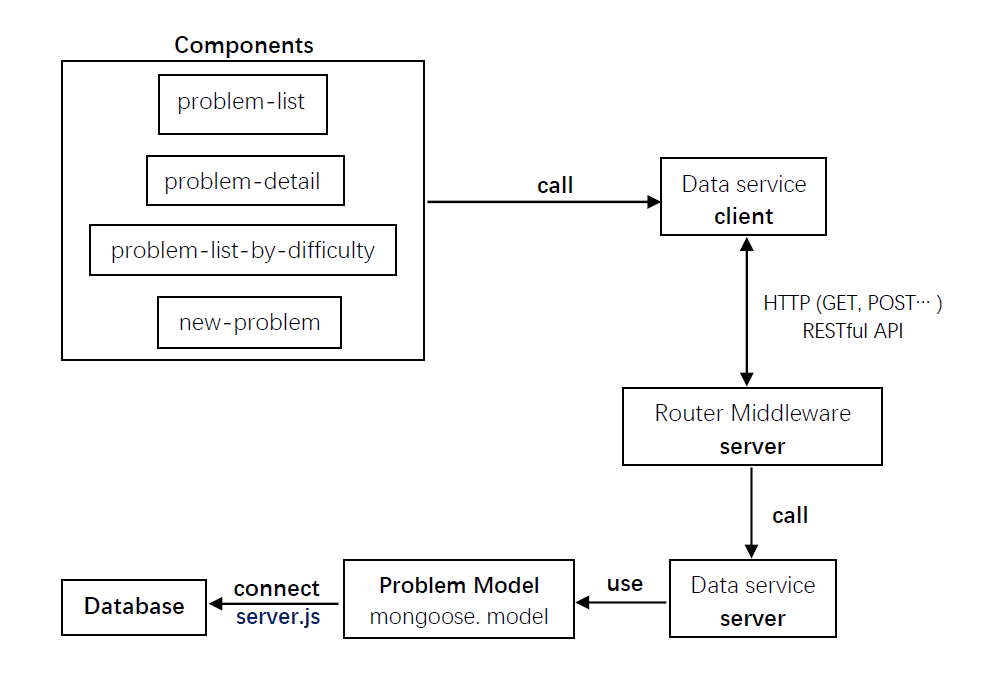 Components
problem-list
problem-detail
problem-list-by-difficulty
new-problem
call
Data service
client
HTTP (GET, POST··· )
RESTful API
Router Middleware
server
call
Data service
server
use
Problem Model
mongoose. model
connect
server.js
Database